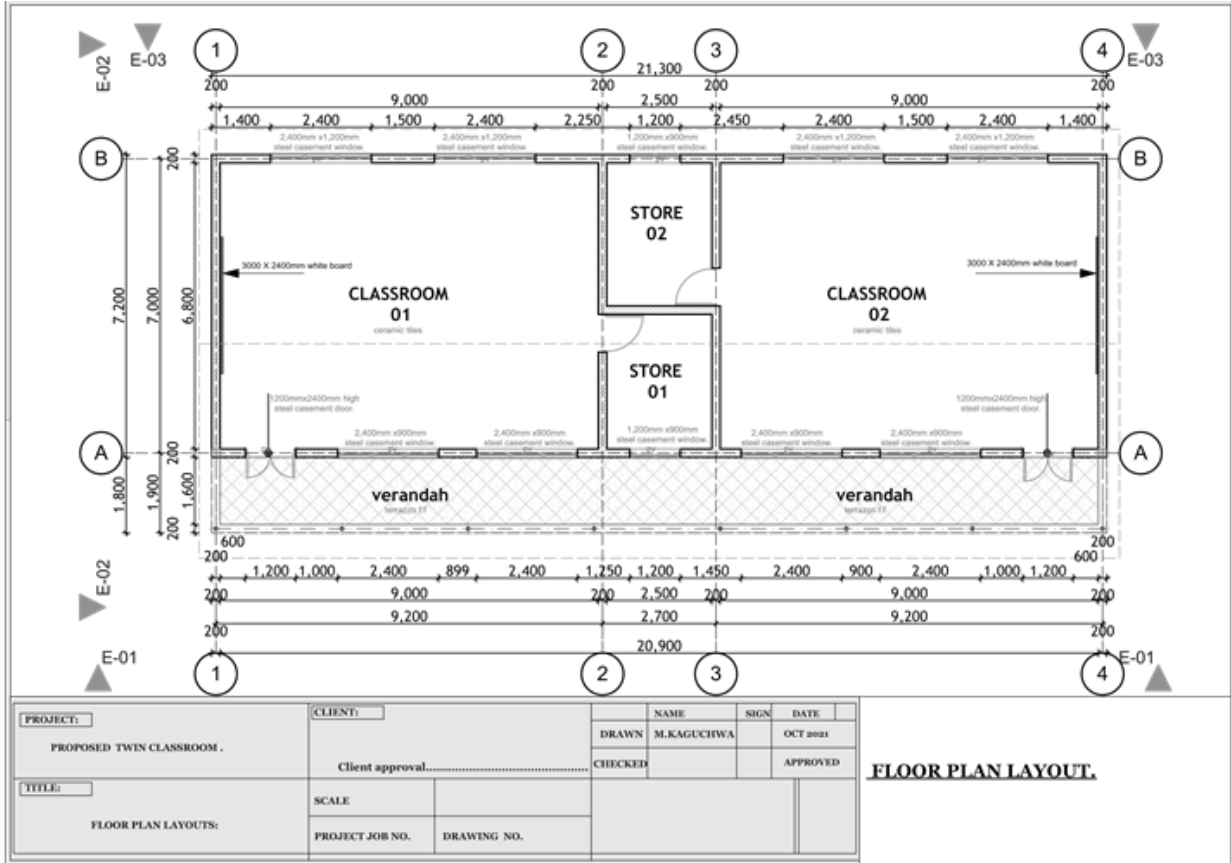 1
2
3
4
E-02
E-03
E-03
21,300
200
200
200
200
9,000
2,500
9,000
1,400
2,400
1,500
2,400
2,250
1,200
2,450
2,400
1,500
2,400
1,400
2,400mm x1,200mm
steel casement window.
2,400mm x1,200mm
steel casement window.
1,200mm x900mm
steel casement window.
2,400mm x1,200mm
steel casement window.
2,400mm x1,200mm
steel casement window.
B
B
200
STORE
02
3000 X 2400mm white board
3000 X 2400mm white board
7,200
7,000
6,800
CLASSROOM
01
ceramic tiles
CLASSROOM
02
ceramic tiles
STORE
01
1200mmx2400mm high
steel casement door.
1200mmx2400mm high
steel casement door.
2,400mm x900mm
steel casement window.
2,400mm x900mm
steel casement window.
1,200mm x900mm
steel casement window.
2,400mm x900mm
steel casement window.
2,400mm x900mm
steel casement window.
A
A
200
1,800
1,900
1,600
200
verandah
terrazzo f.f
verandah
terrazzo f.f
600
200
200
600
E-02
1,200
1,000
2,400
899
2,400
1,250
1,200
1,450
2,400
900
2,400
1,000
1,200
200
9,000
200
2,500
200
9,000
200
9,200
2,700
9,200
200
20,900
200
E-01
E-01
1
2
3
4
PROJECT:
PROPOSED TWIN CLASSROOM .
CLIENT:
Client approval
NAME
SIGN
DATE
DRAWN
M.KAGUCHWA
OCT 2021
CHECKED
APPROVED
TITLE:
FLOOR PLAN LAYOUTS:
SCALE
PROJECT JOB NO.
DRAWING NO.
FLOOR PLAN LAYOUT.